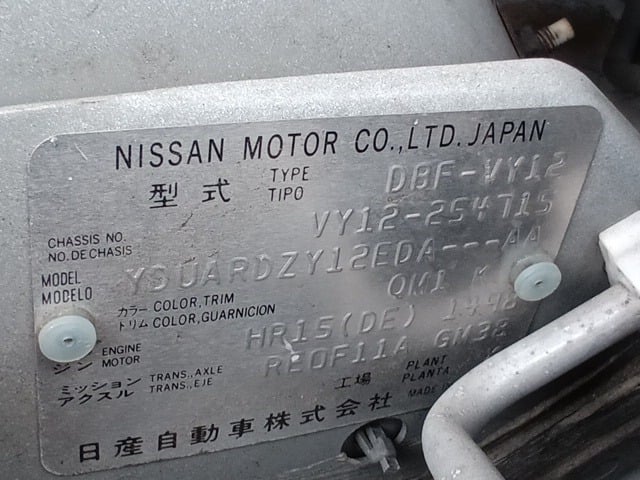 NISSAN MOTOR CO.,LTD. JAPAN
型式 TYPE TIPO DBF-VY12
CHASSIS NO. NO. DE CHASIS VY12-254715
MODEL MODELO YSUARDZY12EDA---AA
カラー COLOR, TRIM
トリム COLOR, GUARNICION QM1 K
ジン ENGINE MOTOR HR15(DE) 1498
ミッション TRANS., AXLE
アクスル TRANS., EJE RE0F11A GM38
工場 PLANT PLANTA
MADE
日産自動車株式会社